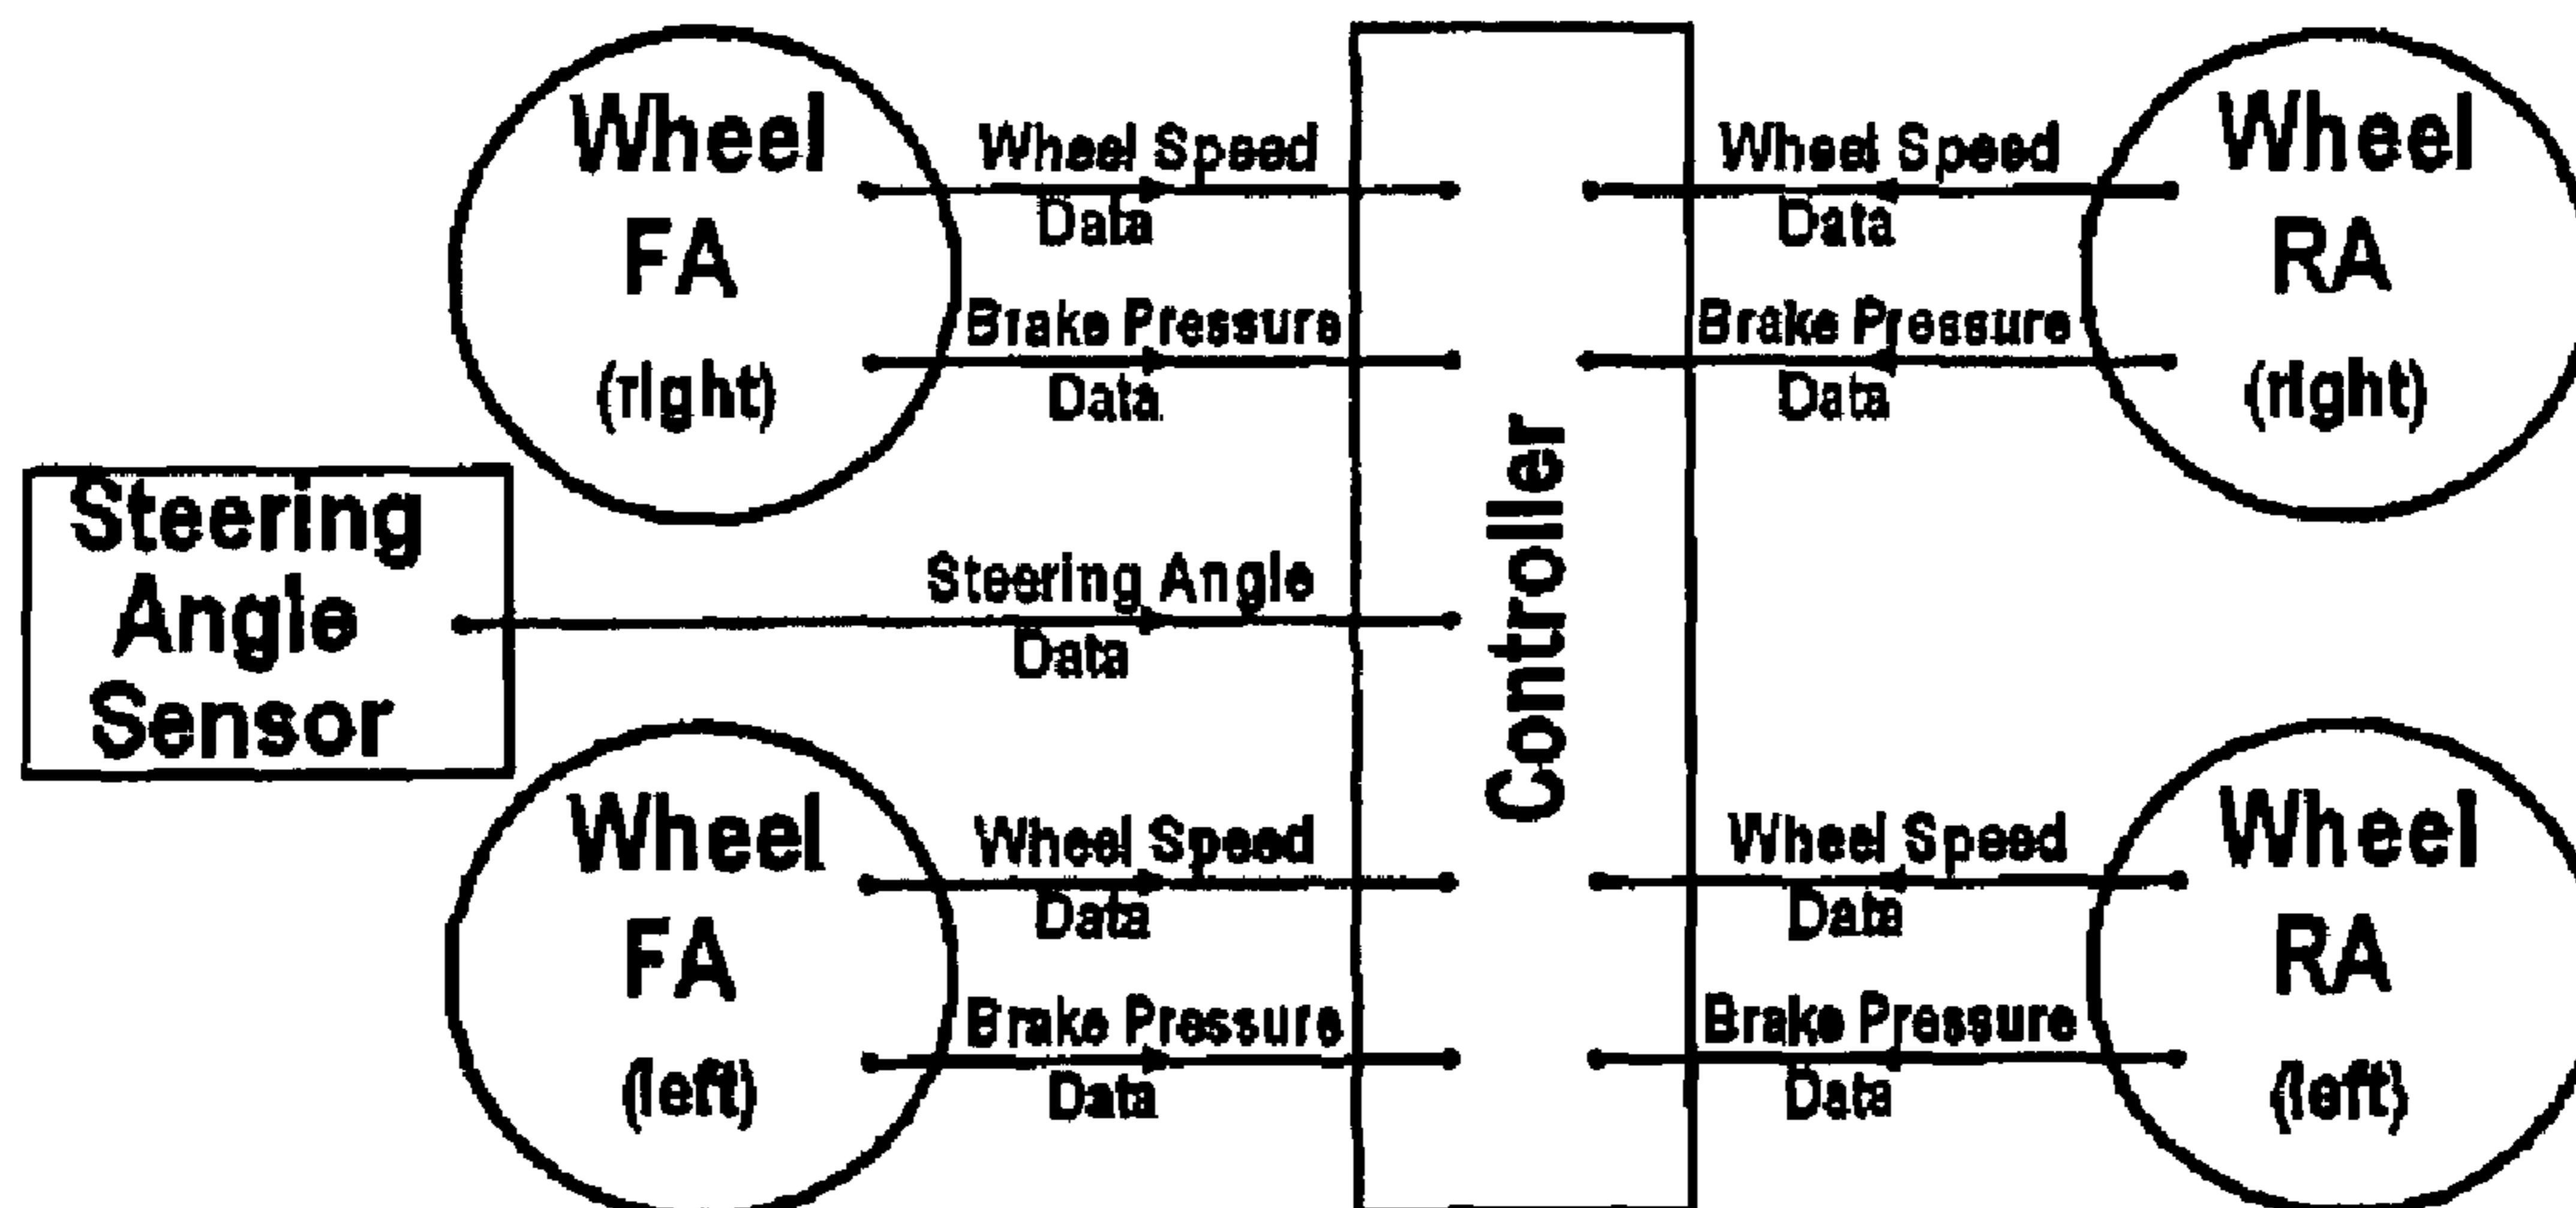 Wheel
FA
(right)
Wheel Speed
Data
Brake Pressure
Data
Wheel Speed
Data
Brake Pressure
Data
Wheel
RA
(right)
Steering
Angle
Sensor
Steering Angle
Data
Controller
Wheel
FA
(left)
Wheel Speed
Data
Brake Pressure
Data
Wheel Speed
Data
Brake Pressure
Data
Wheel
RA
(left)